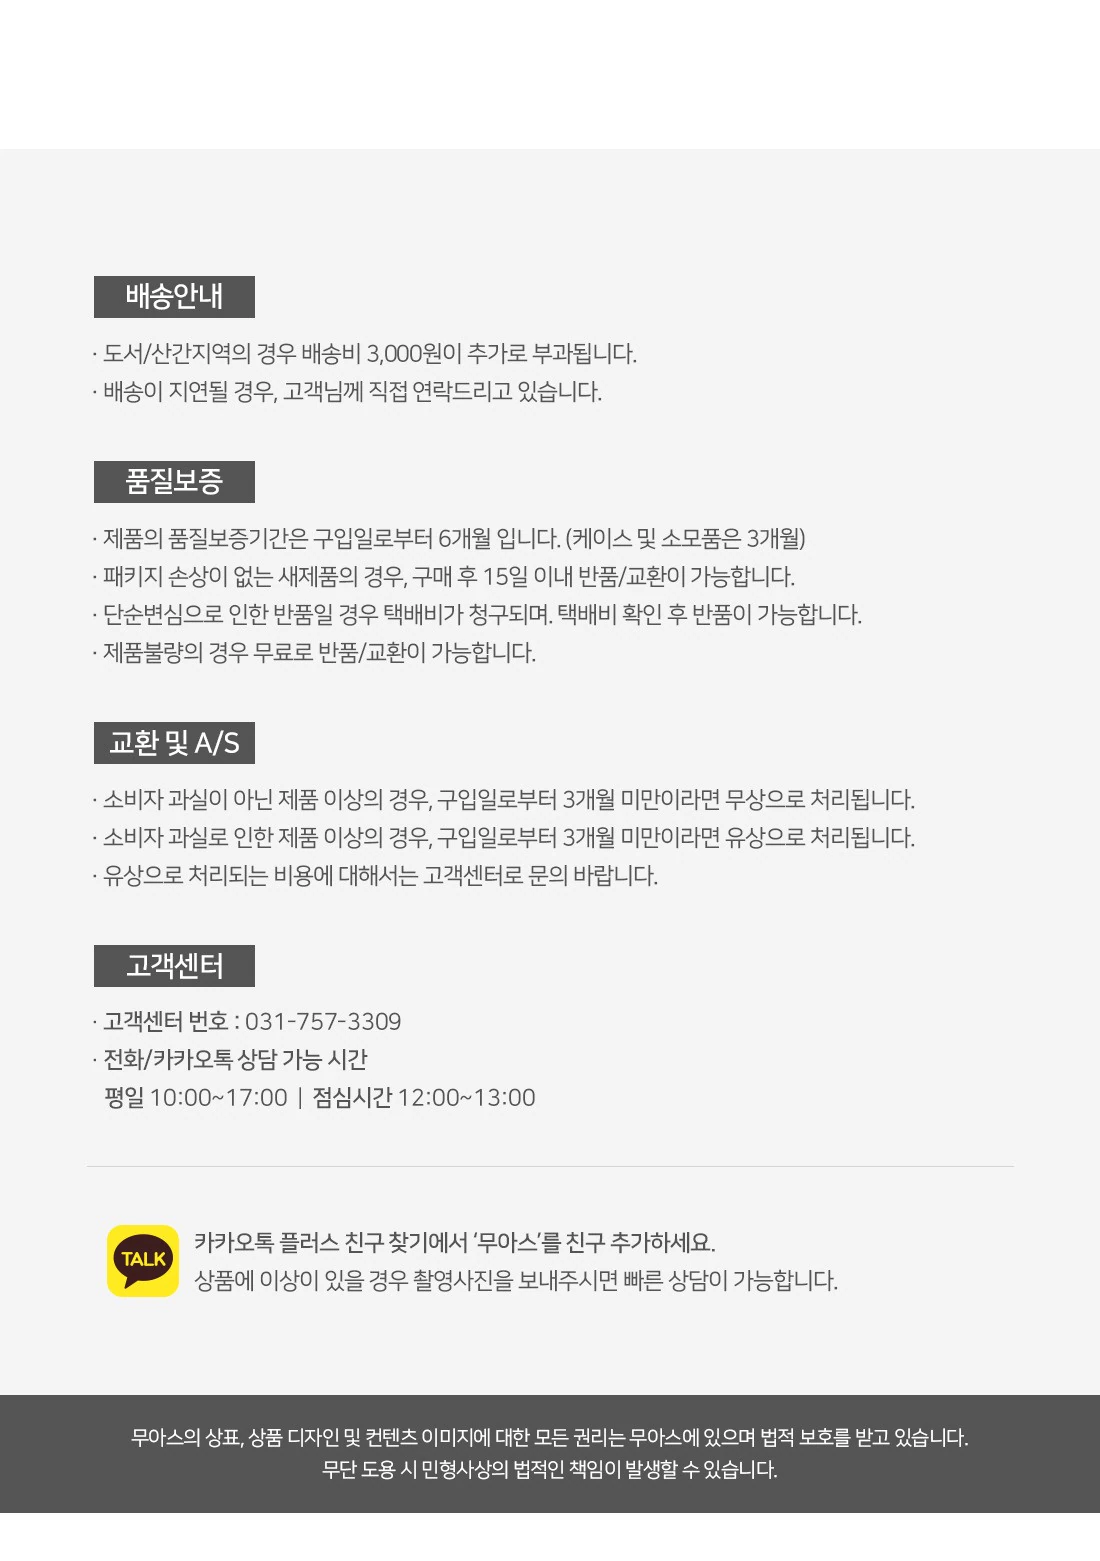 배송안내
· 도서/산간지역의 경우 배송비 3,000원이 추가로 부과됩니다.
· 배송이 지연될 경우, 고객님께 직접 연락드리고 있습니다.
품질보증
· 제품의 품질보증기간은 구입일로부터 6개월 입니다. (케이스 및 소모품은 3개월)
· 패키지 손상이 없는 새제품의 경우, 구매 후 15일 이내 반품/교환이 가능합니다.
· 단순변심으로 인한 반품일 경우 택배비가 청구되며. 택배비 확인 후 반품이 가능합니다.
· 제품불량의 경우 무료로 반품/교환이 가능합니다.
교환 및 A/S
· 소비자 과실이 아닌 제품 이상의 경우, 구입일로부터 3개월 미만이라면 무상으로 처리됩니다.
· 소비자 과실로 인한 제품 이상의 경우, 구입일로부터 3개월 미만이라면 유상으로 처리됩니다.
· 유상으로 처리되는 비용에 대해서는 고객센터로 문의 바랍니다.
고객센터
· 고객센터 번호 : 031-757-3309
· 전화/카카오톡 상담 가능 시간
평일 10:00~17:00 | 점심시간 12:00~13:00
TALK
카카오톡 플러스 친구 찾기에서 ‘무아스’를 친구 추가하세요.
상품에 이상이 있을 경우 촬영사진을 보내주시면 빠른 상담이 가능합니다.
무아스의 상표, 상품 디자인 및 컨텐츠 이미지에 대한 모든 권리는 무아스에 있으며 법적 보호를 받고 있습니다.
무단 도용 시 민형사상의 법적인 책임이 발생할 수 있습니다.